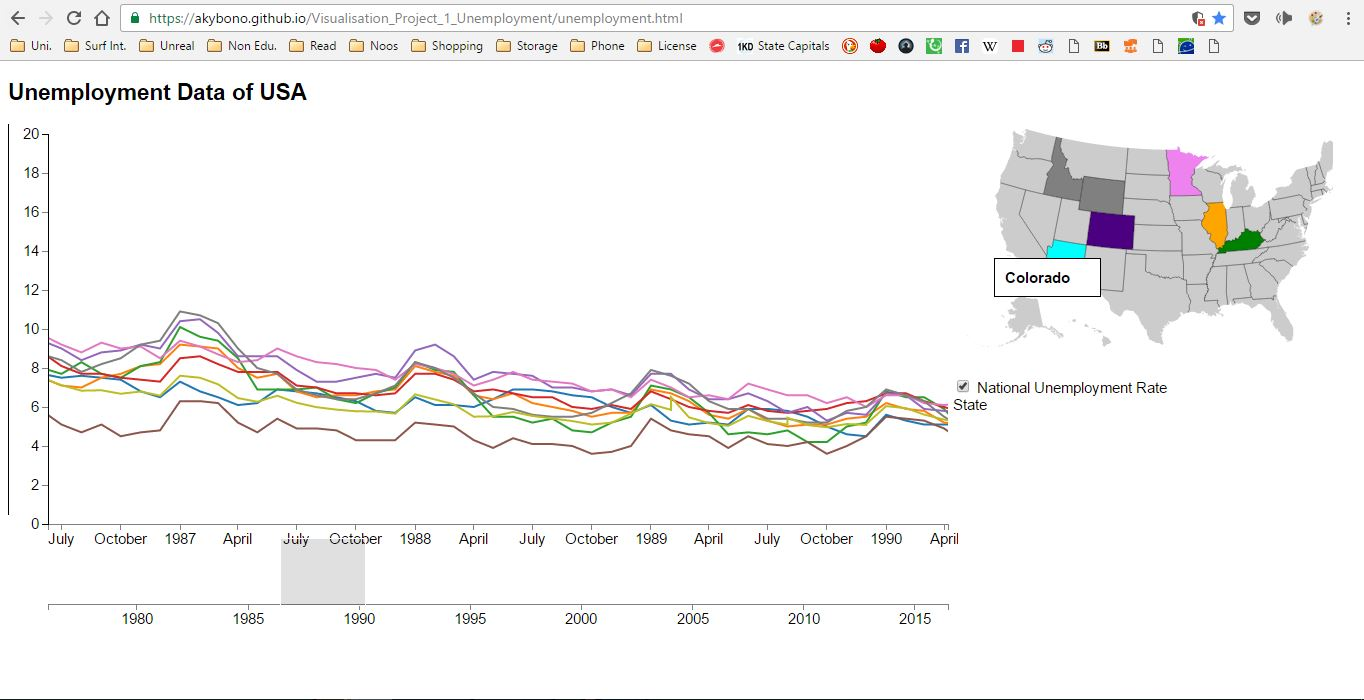 https://akybono.github.io/Visualisation_Project_1_Unemployment/unemployment.html
Uni. Surf Int. Unreal Non Edu. Read Noos Shopping Storage Phone License 1KD State Capitals W Bb
Unemployment Data of USA
20
18
16
14
12
10
8
6
4
2
0
July October 1987 April July October 1988 April July October 1989 April July October 1990 April
1980 1985 1990 1995 2000 2005 2010 2015
Colorado
National Unemployment Rate
State